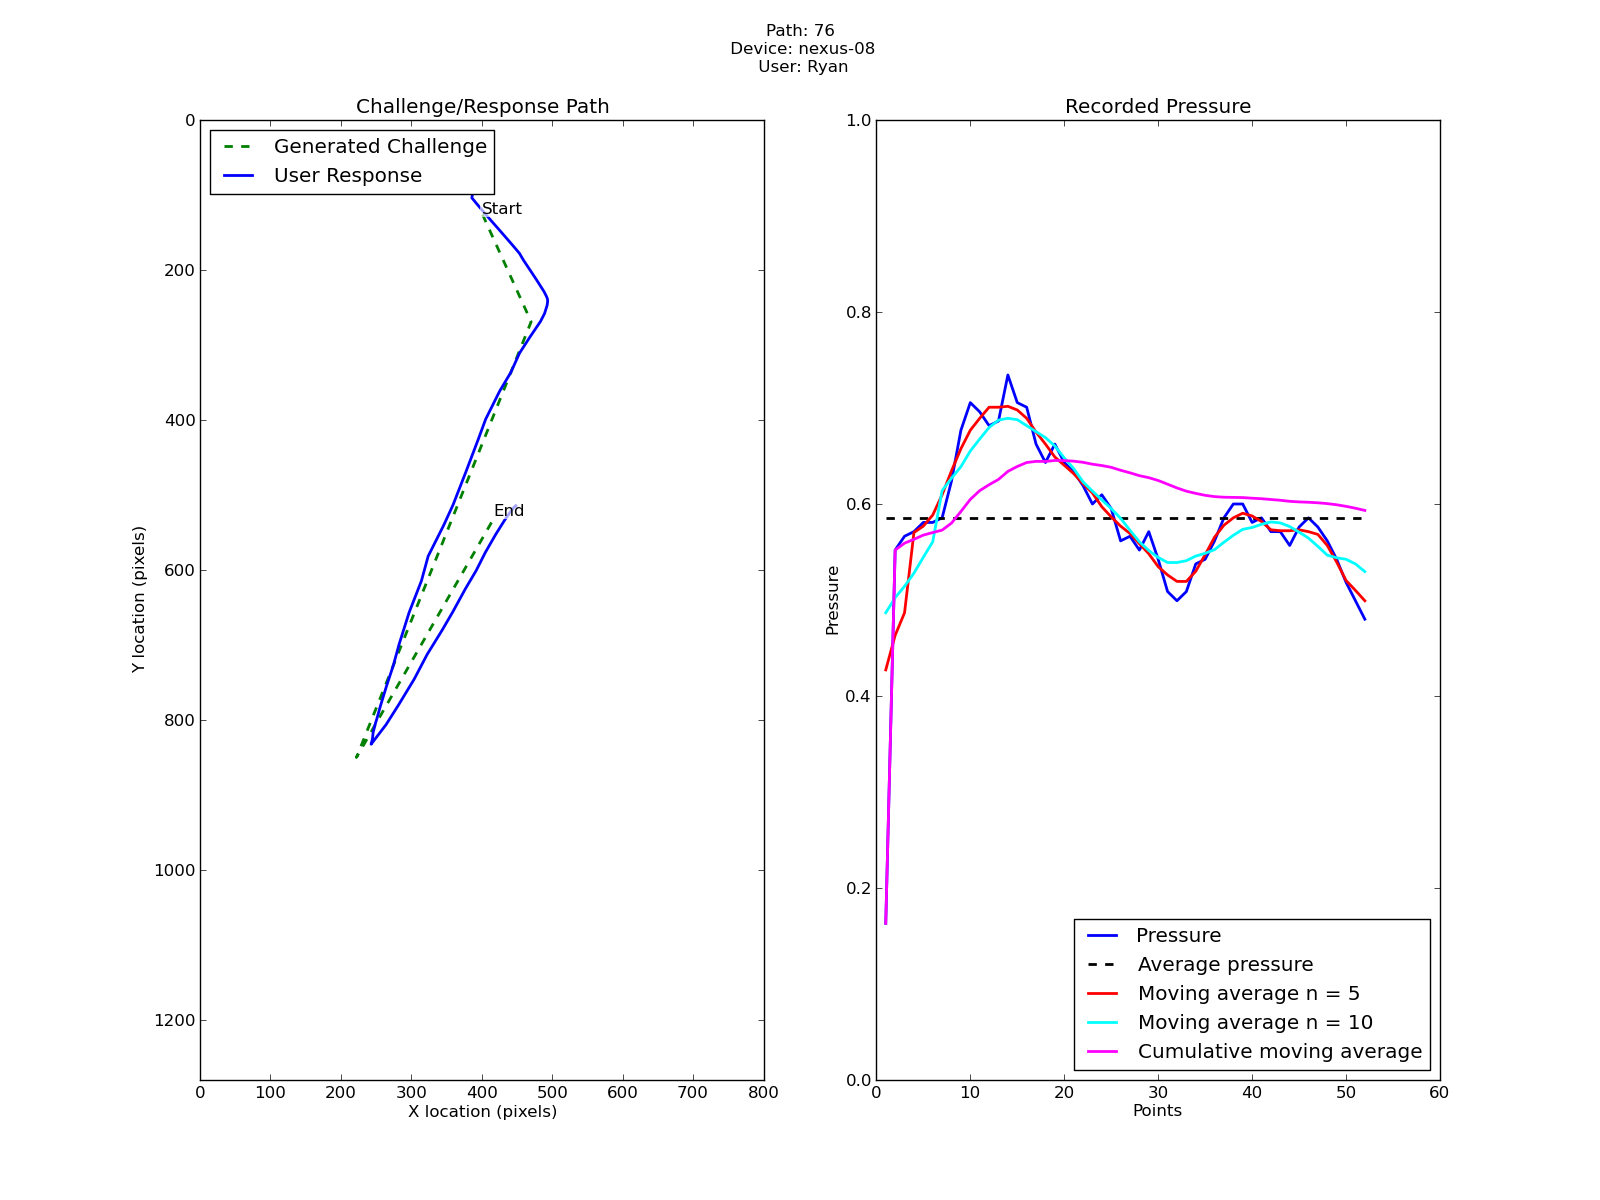 Path: 76
Device: nexus-08
User: Ryan
Challenge/Response Path
Generated Challenge
User Response
Start
End
0
200
400
600
800
1000
1200
Y location (pixels)
0 100 200 300 400 500 600 700 800
X location (pixels)
Recorded Pressure
1.0
0.8
0.6
0.4
0.2
0.0
Pressure
Pressure
Average pressure
Moving average n = 5
Moving average n = 10
Cumulative moving average
0 10 20 30 40 50 60
Points